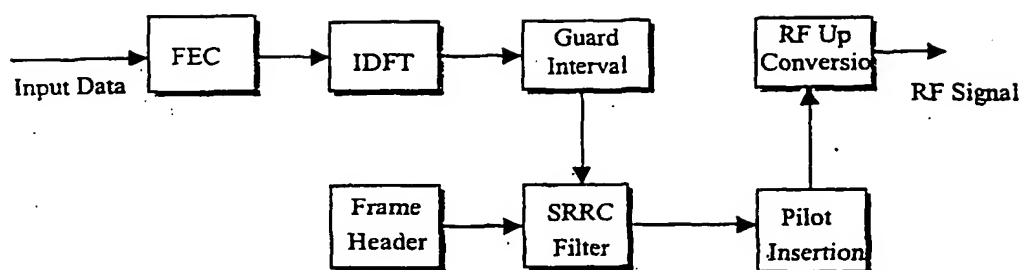 Input Data
FEC
IDFT
Guard
Interval
RF Up
Conversio
RF Signal
Frame
Header
SRRC
Filter
Pilot
Insertion